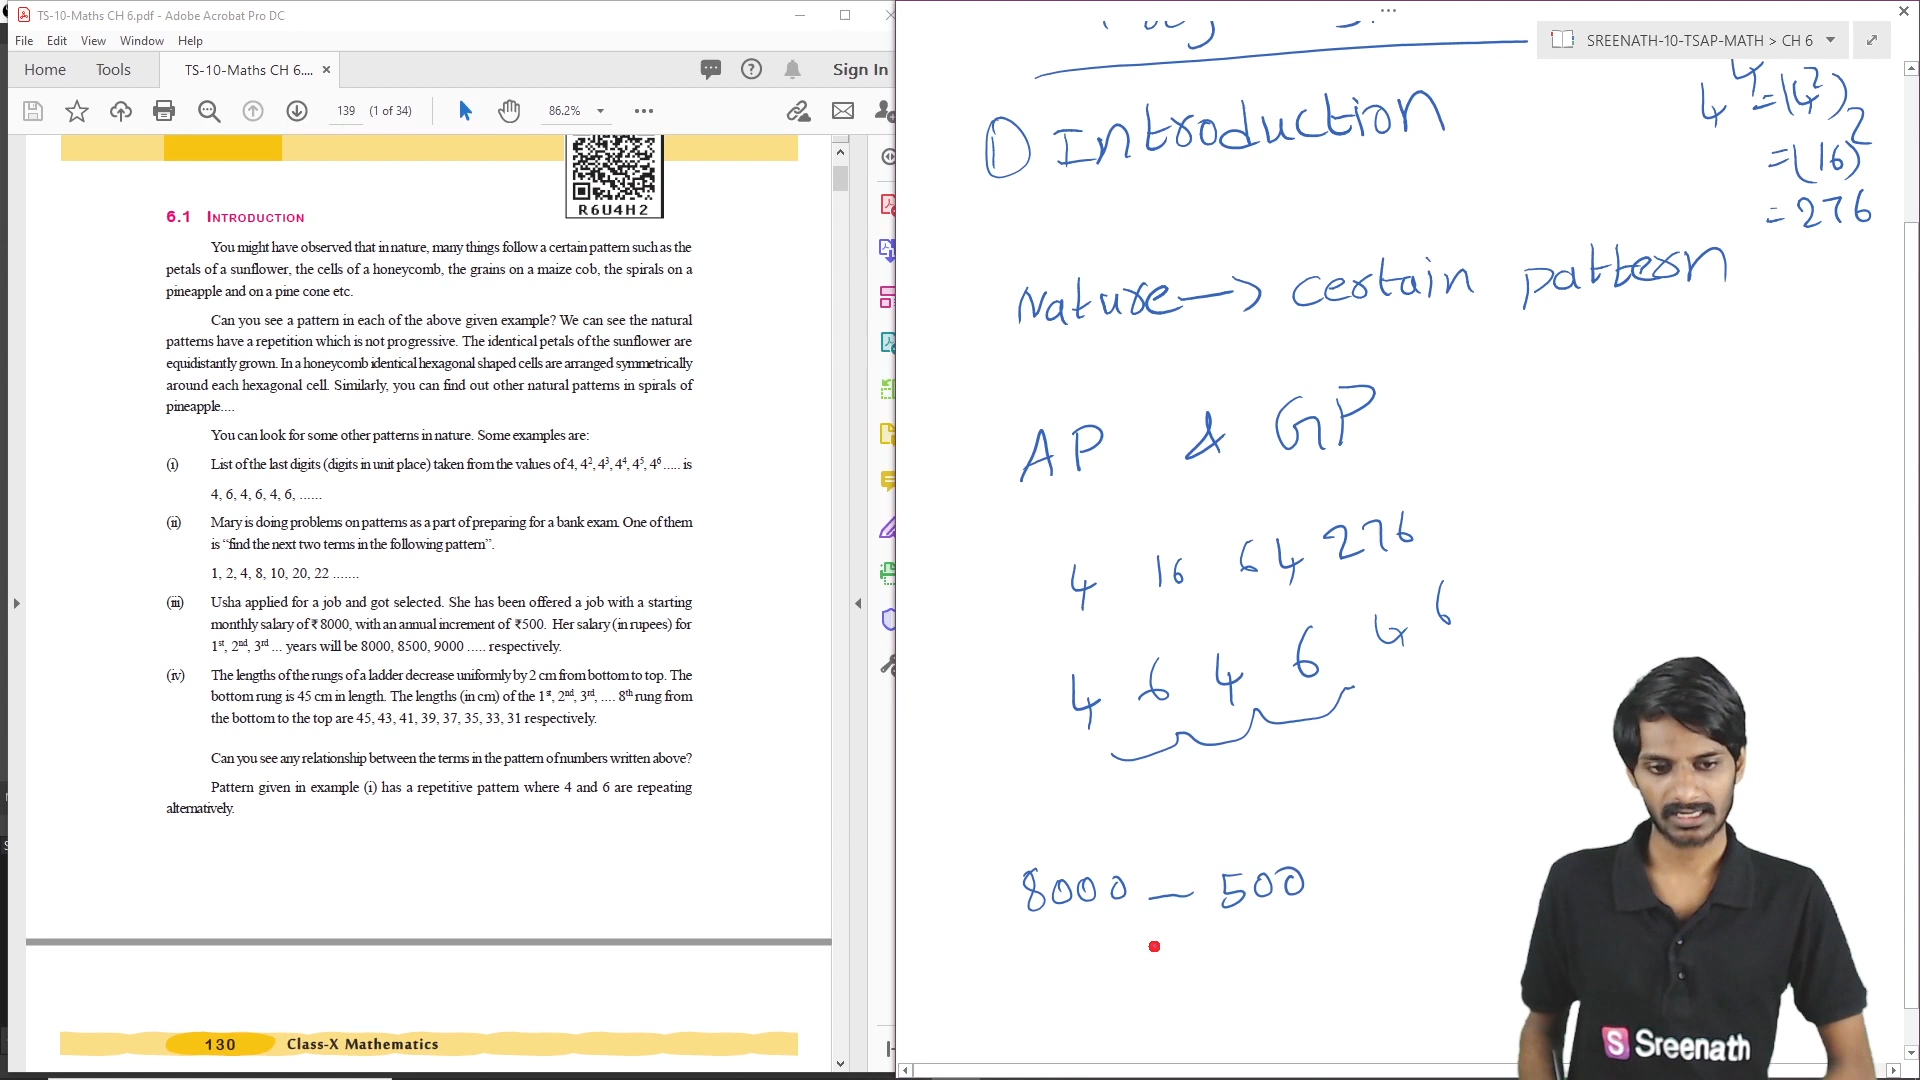 TS-10-Maths CH 6.pdf - Adobe Acrobat Pro DC
File Edit View Window Help
Home Tools TS-10-Maths CH 6.... × Sign In
139 (1 of 34) 86.2%
R6U4H2
6.1 INTRODUCTION
You might have observed that in nature, many things follow a certain pattern such as the
petals of a sunflower, the cells of a honeycomb, the grains on a maize cob, the spirals on a
pineapple and on a pine cone etc.
Can you see a pattern in each of the above given example? We can see the natural
patterns have a repetition which is not progressive. The identical petals of the sunflower are
equidistantly grown. In a honeycomb identical hexagonal shaped cells are arranged symmetrically
around each hexagonal cell. Similarly, you can find out other natural patterns in spirals of
pineapple....
You can look for some other patterns in nature. Some examples are:
(i) List of the last digits (digits in unit place) taken from the values of 4, 4², 4³, 4⁴, 4⁵, 4⁶ ..... is
4, 6, 4, 6, 4, 6, ......
(ii) Mary is doing problems on patterns as a part of preparing for a bank exam. One of them
is “find the next two terms in the following pattern”.
1, 2, 4, 8, 10, 20, 22 .......
(iii) Usha applied for a job and got selected. She has been offered a job with a starting
monthly salary of ₹8000, with an annual increment of ₹500. Her salary (in rupees) for
1st, 2nd, 3rd ... years will be 8000, 8500, 9000 ..... respectively.
(iv) The lengths of the rungs of a ladder decrease uniformly by 2 cm from bottom to top. The
bottom rung is 45 cm in length. The lengths (in cm) of the 1st, 2nd, 3rd, .... 8th rung from
the bottom to the top are 45, 43, 41, 39, 37, 35, 33, 31 respectively.
Can you see any relationship between the terms in the pattern of numbers written above?
Pattern given in example (i) has a repetitive pattern where 4 and 6 are repeating
alternatively.
130 Class-X Mathematics
SREENATH-10-TSAP-MATH > CH 6
4⁴ = (4²)²
= (16)²
= 276
① Introduction
Nature → certain pattern
AP & GP
4 16 64 276
4 6 4 6 4 6
8000 — 500
S Sreenath